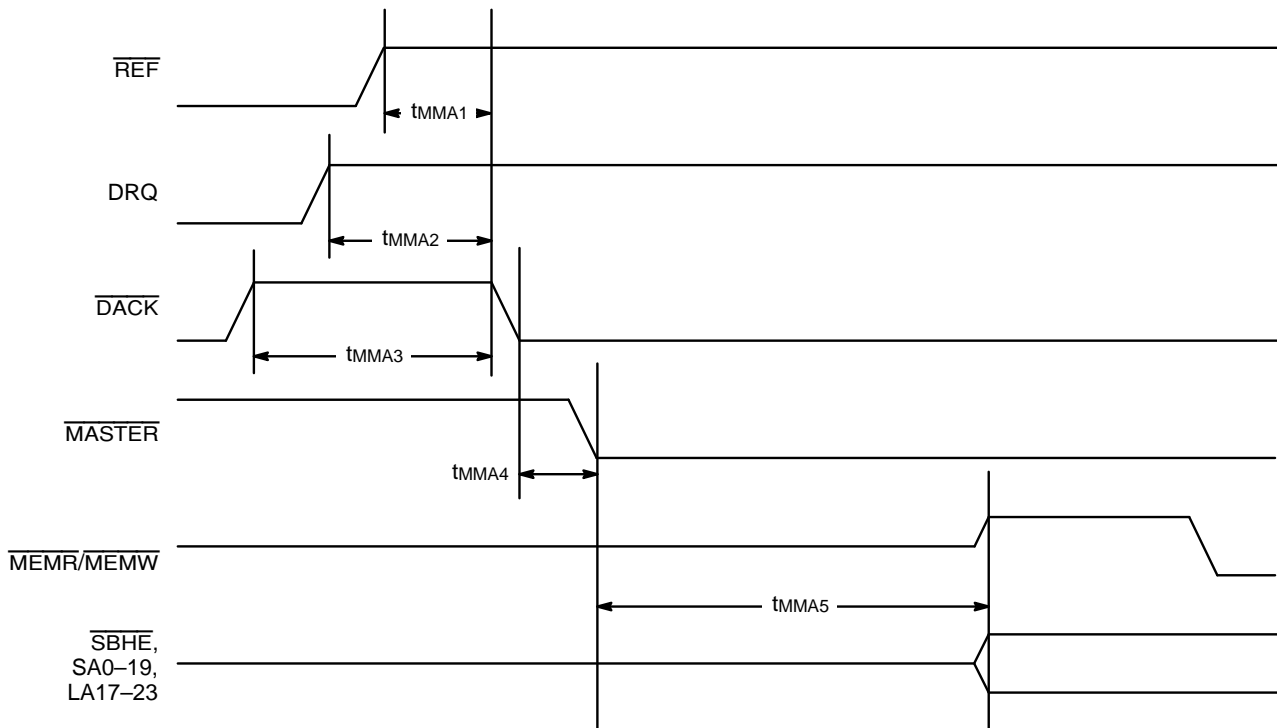 REF
tMMA1
DRQ
tMMA2
DACK
tMMA3
MASTER
tMMA4
MEMR/MEMW
tMMA5
SBHE,
SA0–19,
LA17–23